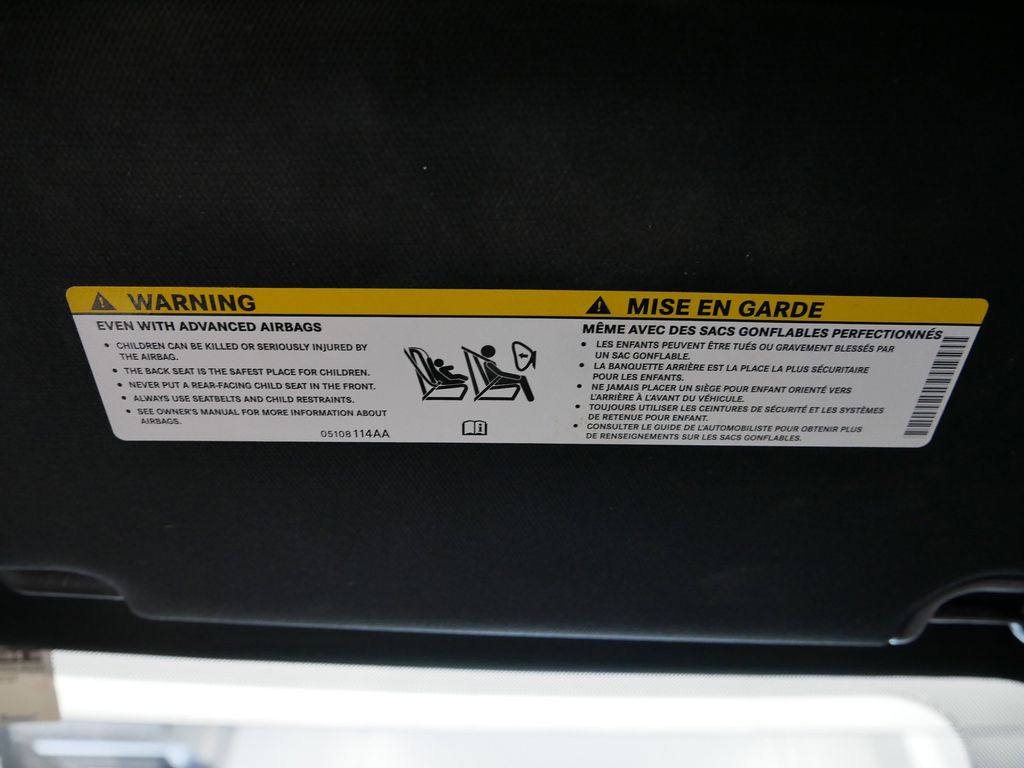 WARNING
EVEN WITH ADVANCED AIRBAGS
• CHILDREN CAN BE KILLED OR SERIOUSLY INJURED BY
THE AIRBAG.
• THE BACK SEAT IS THE SAFEST PLACE FOR CHILDREN.
• NEVER PUT A REAR-FACING CHILD SEAT IN THE FRONT.
• ALWAYS USE SEATBELTS AND CHILD RESTRAINTS.
• SEE OWNER'S MANUAL FOR MORE INFORMATION ABOUT
AIRBAGS.
05108114AA
MISE EN GARDE
MÊME AVEC DES SACS GONFLABLES PERFECTIONNÉS
• LES ENFANTS PEUVENT ÊTRE TUÉS OU GRAVEMENT BLESSÉS PAR
UN SAC GONFLABLE.
• LA BANQUETTE ARRIÈRE EST LA PLACE LA PLUS SÉCURITAIRE
POUR LES ENFANTS.
• NE JAMAIS PLACER UN SIÈGE POUR ENFANT ORIENTÉ VERS
L'ARRIÈRE À L'AVANT DU VÉHICULE.
• TOUJOURS UTILISER LES CEINTURES DE SÉCURITÉ ET LES SYSTÈMES
DE RETENUE POUR ENFANT.
• CONSULTER LE GUIDE DE L'AUTOMOBILISTE POUR OBTENIR PLUS
DE RENSEIGNEMENTS SUR LES SACS GONFLABLES.